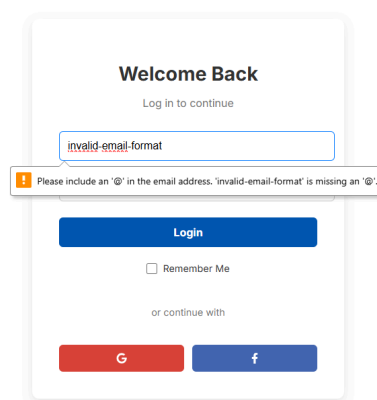 Welcome Back
Log in to continue
invalid-email-format
! Please include an '@' in the email address. 'invalid-email-format' is missing an '@'.
Login
Remember Me
or continue with
G f